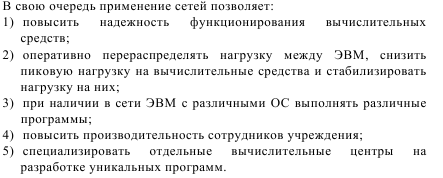 В свою очередь применение сетей позволяет:
1) повысить надежность функционирования вычислительных
средств;
2) оперативно перераспределять нагрузку между ЭВМ, снизить
пиковую нагрузку на вычислительные средства и стабилизировать
нагрузку на них;
3) при наличии в сети ЭВМ с различными ОС выполнять различные
программы;
4) повысить производительность сотрудников учреждения;
5) специализировать отдельные вычислительные центры на
разработке уникальных программ.